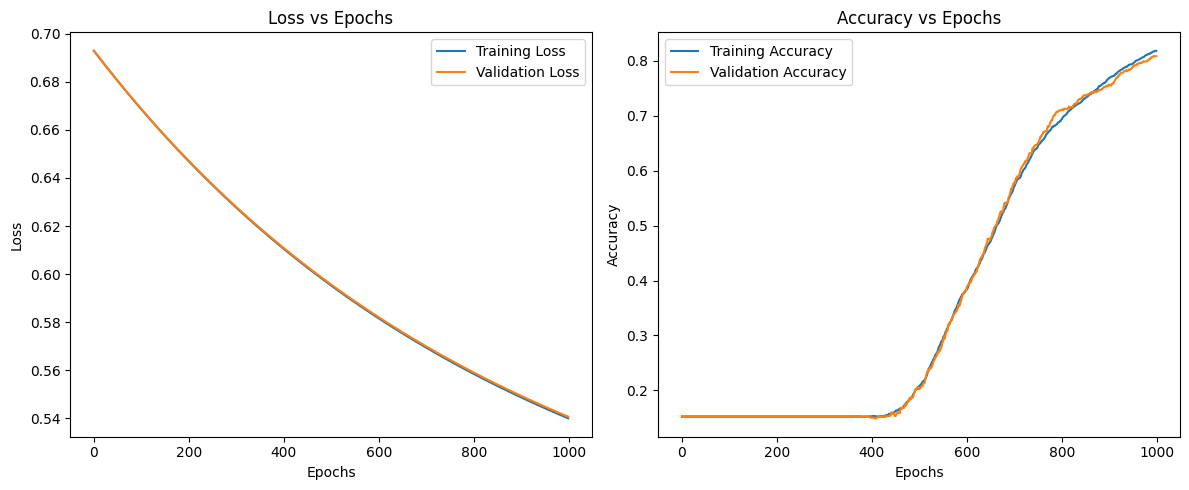 Loss vs Epochs
0.70
0.68
0.66
0.64
0.62
0.60
0.58
0.56
0.54
Loss
Training Loss
Validation Loss
0 200 400 600 800 1000
Epochs
Accuracy vs Epochs
0.8
0.7
0.6
0.5
0.4
0.3
0.2
Accuracy
Training Accuracy
Validation Accuracy
0 200 400 600 800 1000
Epochs